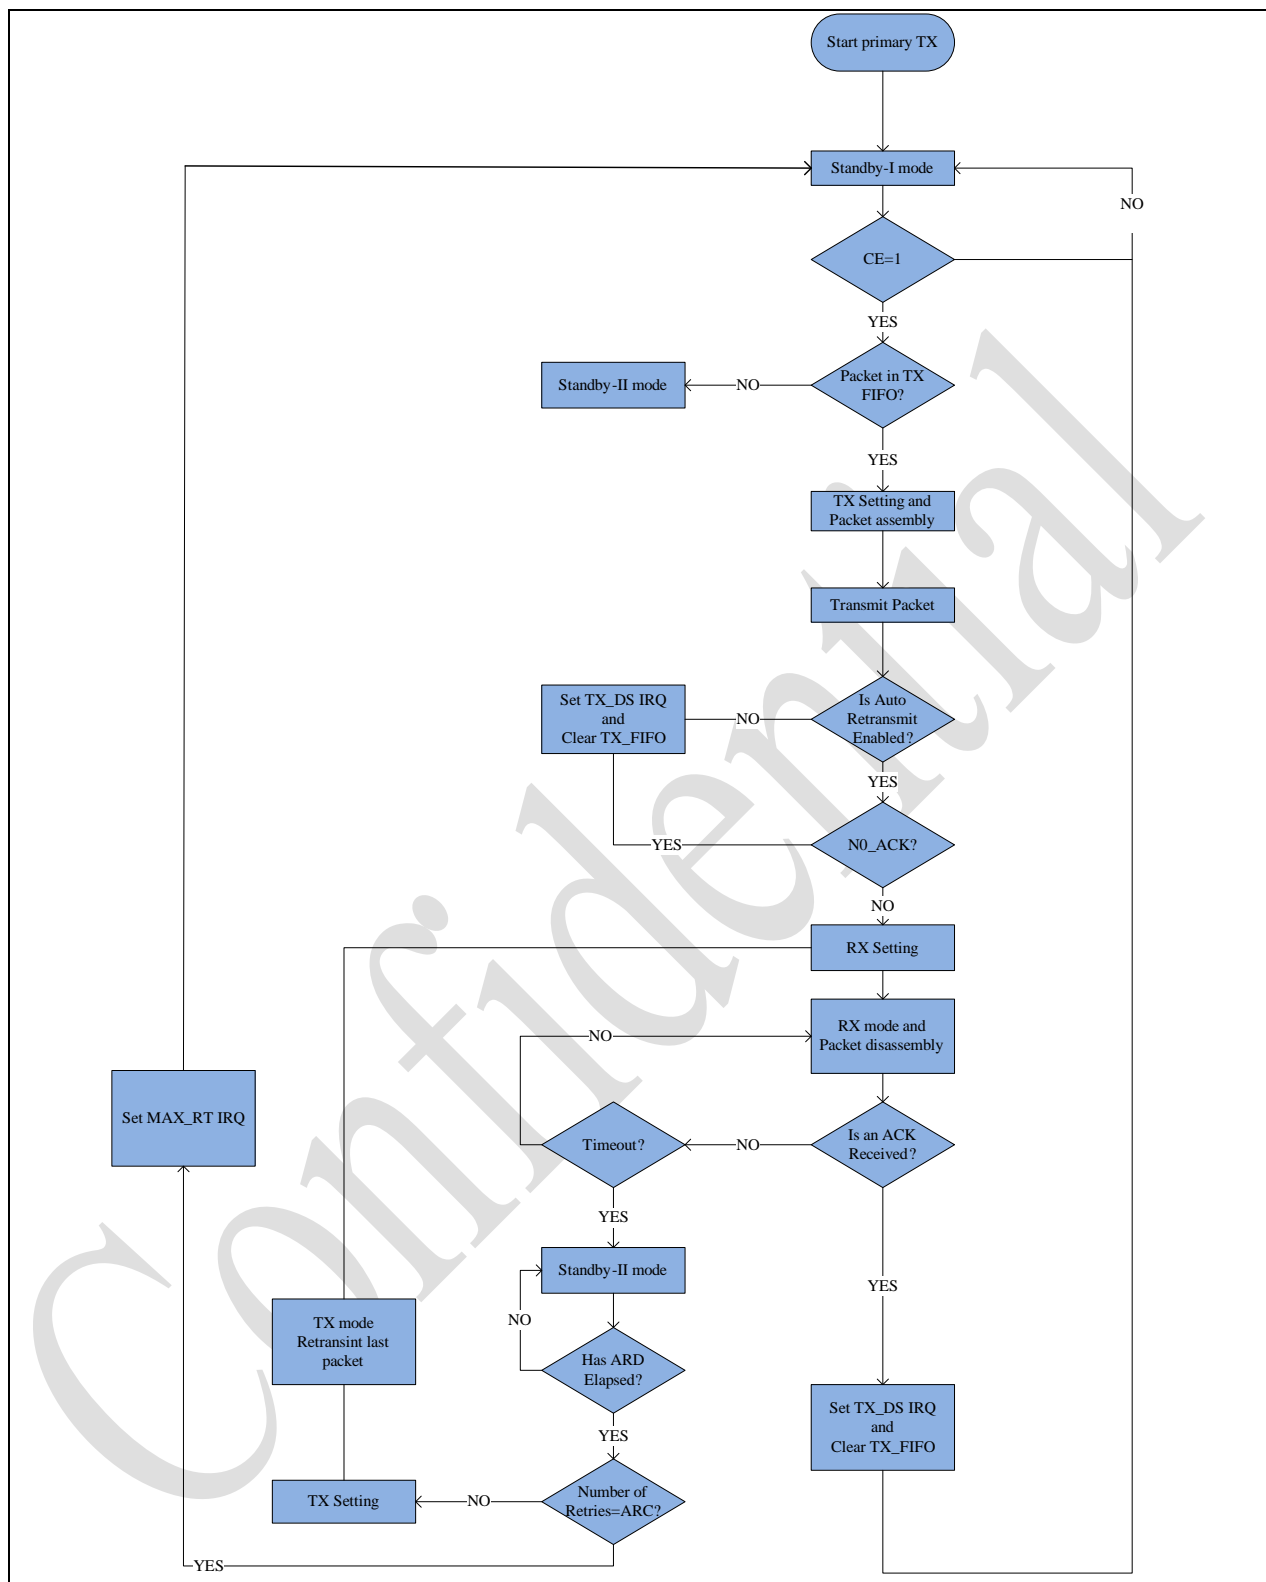 Start primary TX
Standby-I mode
NO
CE=1
YES
Packet in TX
FIFO?
NO
Standby-II mode
YES
TX Setting and
Packet assembly
Transmit Packet
Is Auto
Retransmit
Enabled?
NO
Set TX_DS IRQ
and
Clear TX_FIFO
YES
N0_ACK?
YES
NO
RX Setting
RX mode and
Packet disassembly
NO
Set MAX_RT IRQ
Timeout?
NO
Is an ACK
Received?
YES
Standby-II mode
YES
NO
TX mode
Retransint last
packet
Has ARD
Elapsed?
Set TX_DS IRQ
and
Clear TX_FIFO
YES
TX Setting
NO
Number of
Retries=ARC?
YES
Confidential